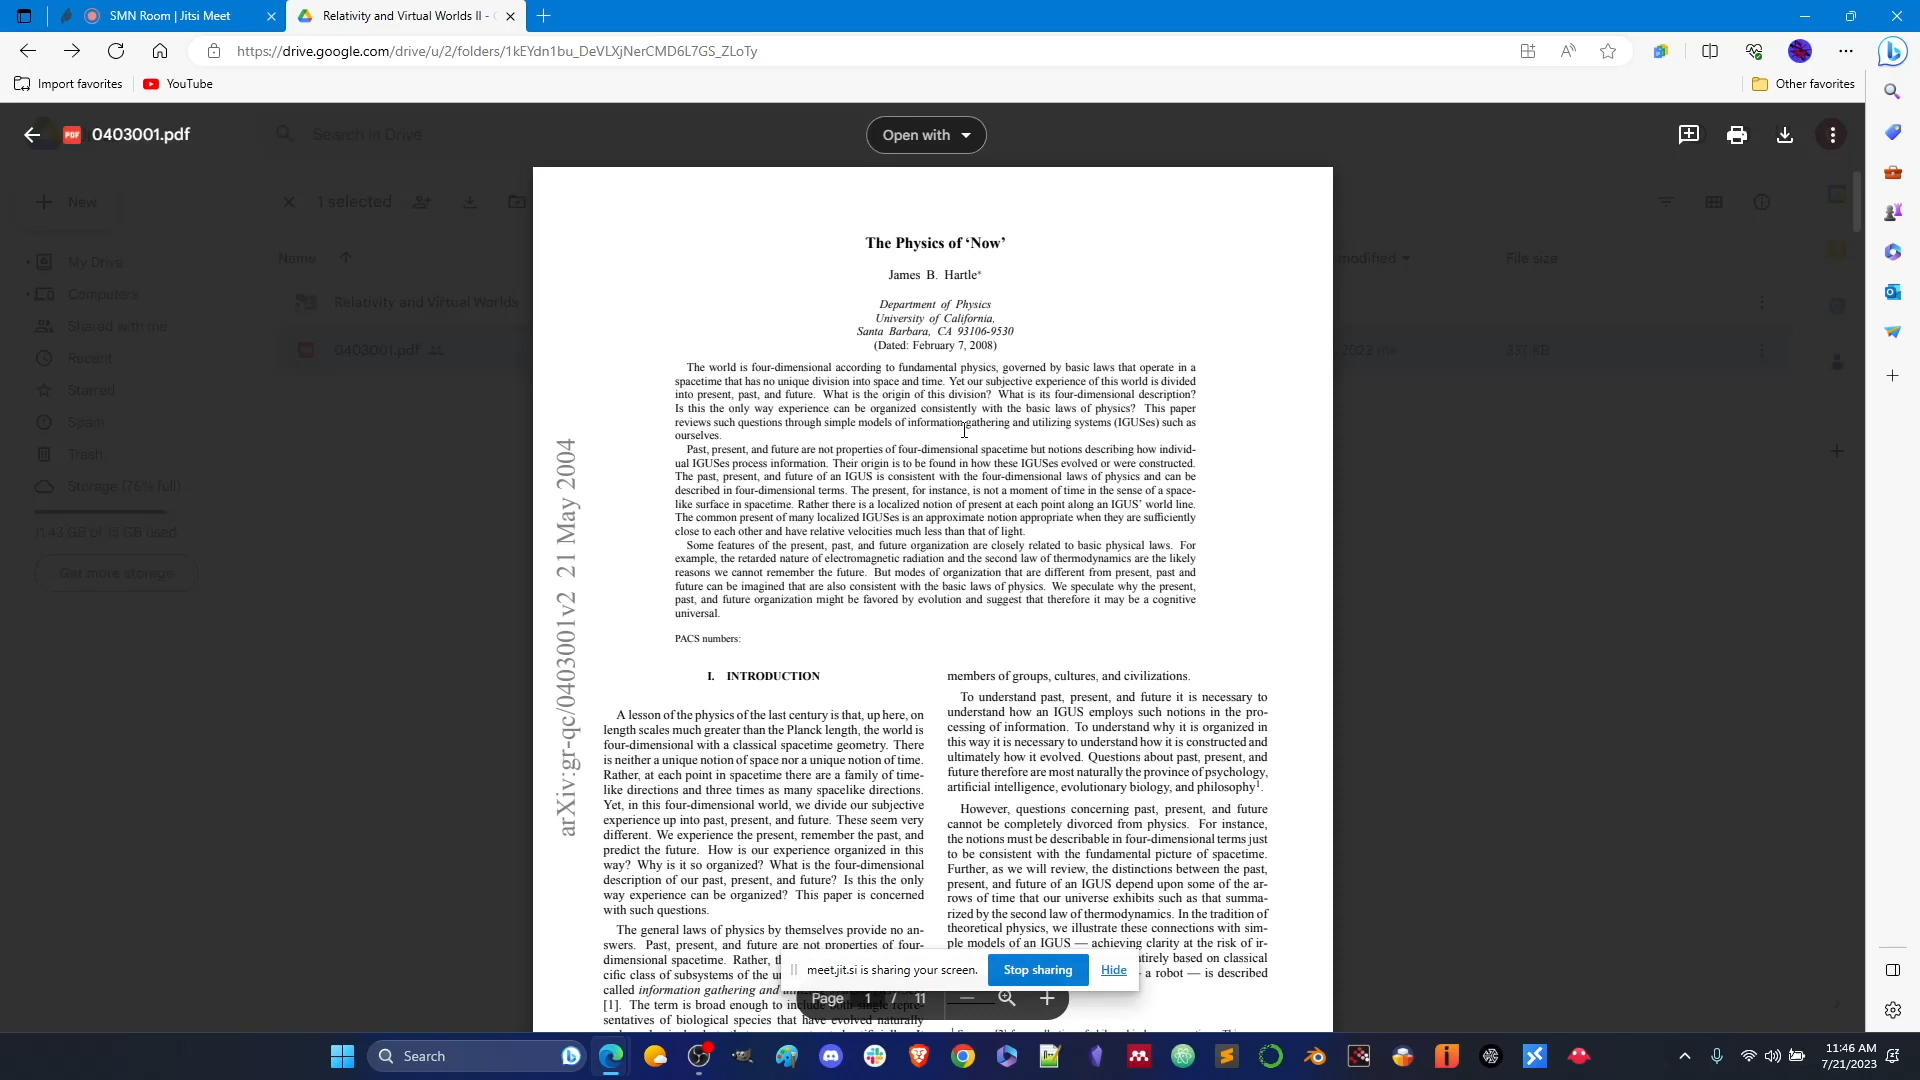 SMN Room | Jitsi Meet
Relativity and Virtual Worlds II -
https://drive.google.com/drive/u/2/folders/1kEYdn1bu_DeVLXjNerCMD6L7GS_ZLoTy
Import favorites
YouTube
Other favorites
PDF
0403001.pdf
Search in Drive
Open with
New
1 selected
My Drive
Computers
Shared with me
Recent
Starred
Spam
Trash
Storage (76% full)
11.43 GB of 15 GB used
Get more storage
Name
modified
File size
Relativity and Virtual Worlds
0403001.pdf
2023 me
337 KB
The Physics of ‘Now’
James B. Hartle*
Department of Physics
University of California,
Santa Barbara, CA 93106-9530
(Dated: February 7, 2008)
The world is four-dimensional according to fundamental physics, governed by basic laws that operate in a
spacetime that has no unique division into space and time. Yet our subjective experience of this world is divided
into present, past, and future. What is the origin of this division? What is its four-dimensional description?
Is this the only way experience can be organized consistently with the basic laws of physics? This paper
reviews such questions through simple models of information gathering and utilizing systems (IGUSes) such as
ourselves.
Past, present, and future are not properties of four-dimensional spacetime but notions describing how individ-
ual IGUSes process information. Their origin is to be found in how these IGUSes evolved or were constructed.
The past, present, and future of an IGUS is consistent with the four-dimensional laws of physics and can be
described in four-dimensional terms. The present, for instance, is not a moment of time in the sense of a space-
like surface in spacetime. Rather there is a localized notion of present at each point along an IGUS’ world line.
The common present of many localized IGUSes is an approximate notion appropriate when they are sufficiently
close to each other and have relative velocities much less than that of light.
Some features of the present, past, and future organization are closely related to basic physical laws. For
example, the retarded nature of electromagnetic radiation and the second law of thermodynamics are the likely
reasons we cannot remember the future. But modes of organization that are different from present, past and
future can be imagined that are also consistent with the basic laws of physics. We speculate why the present,
past, and future organization might be favored by evolution and suggest that therefore it may be a cognitive
universal.
PACS numbers:
arXiv:gr-qc/0403001v2 21 May 2004
I. INTRODUCTION
A lesson of the physics of the last century is that, up here, on
length scales much greater than the Planck length, the world is
four-dimensional with a classical spacetime geometry. There
is neither a unique notion of space nor a unique notion of time.
Rather, at each point in spacetime there are a family of time-
like directions and three times as many spacelike directions.
Yet, in this four-dimensional world, we divide our subjective
experience up into past, present, and future. These seem very
different. We experience the present, remember the past, and
predict the future. How is our experience organized in this
way? Why is it so organized? What is the four-dimensional
description of our past, present, and future? Is this the only
way experience can be organized? This paper is concerned
with such questions.
The general laws of physics by themselves provide no an-
swers. Past, present, and future are not properties of four-
dimensional spacetime. Rather, th
cific class of subsystems of the u
called information gathering and
[1]. The term is broad enough to include both single repre-
sentatives of biological species that have evolved naturally
members of groups, cultures, and civilizations.
To understand past, present, and future it is necessary to
understand how an IGUS employs such notions in the pro-
cessing of information. To understand why it is organized in
this way it is necessary to understand how it is constructed and
ultimately how it evolved. Questions about past, present, and
future therefore are most naturally the province of psychology,
artificial intelligence, evolutionary biology, and philosophy¹.
However, questions concerning past, present, and future
cannot be completely divorced from physics. For instance,
the notions must be describable in four-dimensional terms just
to be consistent with the fundamental picture of spacetime.
Further, as we will review, the distinctions between the past,
present, and future of an IGUS depend upon some of the ar-
rows of time that our universe exhibits such as that summa-
rized by the second law of thermodynamics. In the tradition of
theoretical physics, we illustrate these connections with sim-
ple models of an IGUS — achieving clarity at the risk of ir-
tirely based on classical
- a robot — is described
meet.jit.si is sharing your screen.
Stop sharing
Hide
Page 1 / 11
Search
11:46 AM
7/21/2023